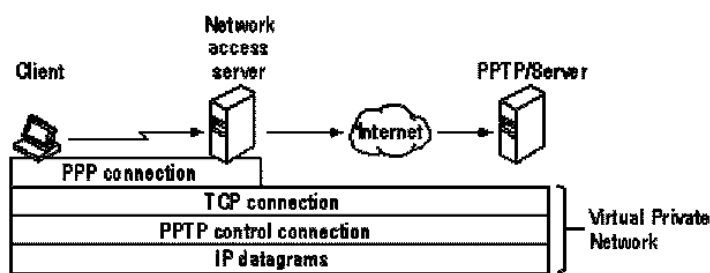 Network
access
server
Client
PPTP/Server
Internet
PPP connection
TCP connection
PPTP control connection
IP datagrams
Virtual Private
Network